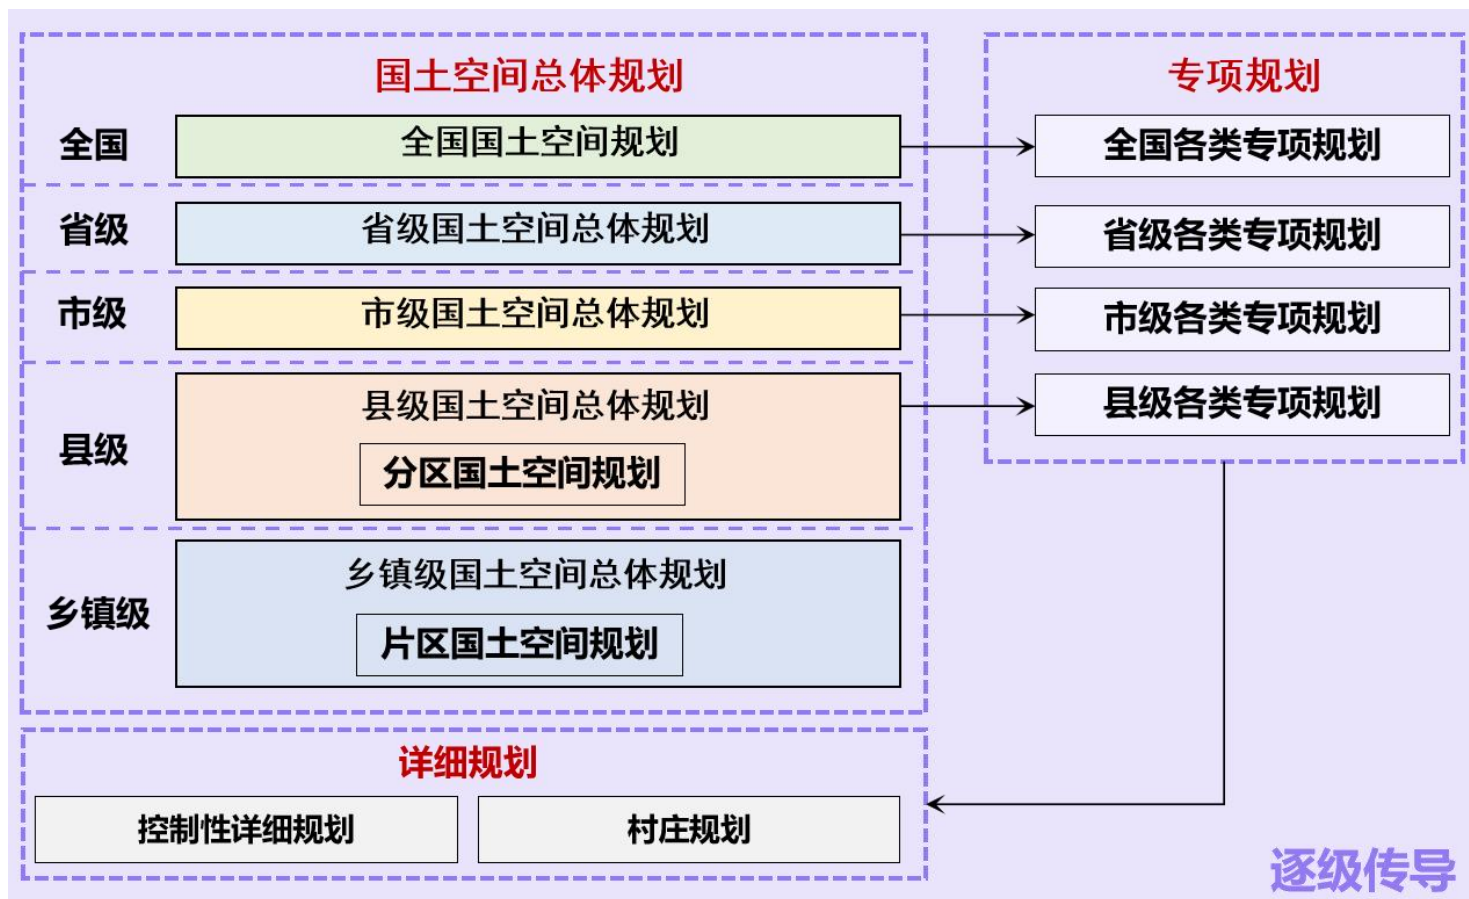 国土空间总体规划
专项规划
全国
全国国土空间规划
全国各类专项规划
省级
省级国土空间总体规划
省级各类专项规划
市级
市级国土空间总体规划
市级各类专项规划
县级
县级国土空间总体规划
县级各类专项规划
分区国土空间规划
乡镇级
乡镇级国土空间总体规划
片区国土空间规划
详细规划
控制性详细规划
村庄规划
逐级传导